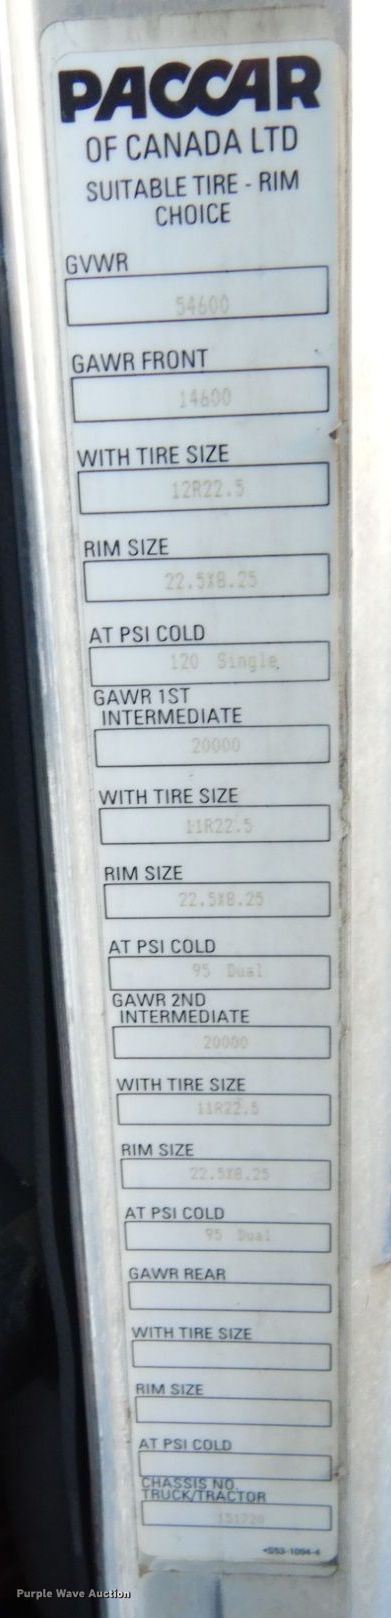 PACCAR
OF CANADA LTD
SUITABLE TIRE - RIM
CHOICE
GVWR
54600
GAWR FRONT
14600
WITH TIRE SIZE
12R22.5
RIM SIZE
22.5X8.25
AT PSI COLD
120 Single
GAWR 1ST
INTERMEDIATE
20000
WITH TIRE SIZE
11R22.5
RIM SIZE
22.5X8.25
AT PSI COLD
95 Dual
GAWR 2ND
INTERMEDIATE
20000
WITH TIRE SIZE
11R22.5
RIM SIZE
22.5X8.25
AT PSI COLD
95 Dual
GAWR REAR
WITH TIRE SIZE
RIM SIZE
AT PSI COLD
CHASSIS NO.
TRUCK/TRACTOR
Purple Wave Auction